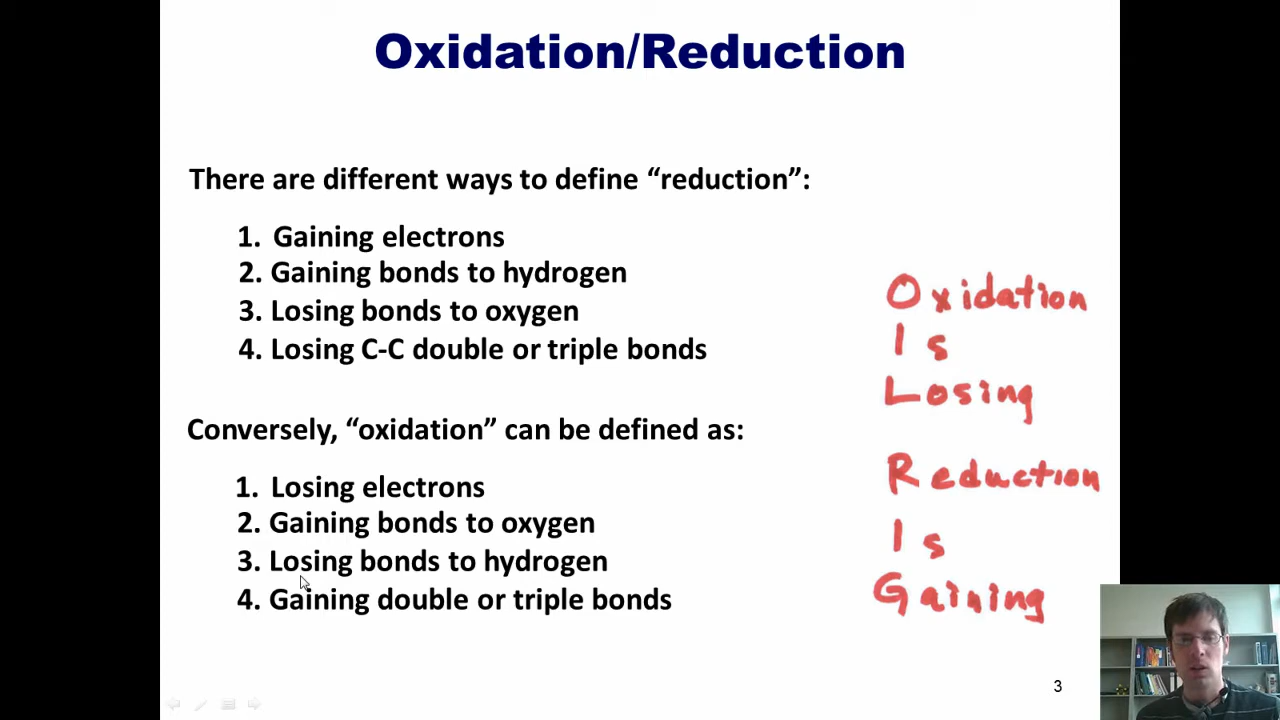 Oxidation/Reduction
There are different ways to define “reduction”:
1. Gaining electrons
2. Gaining bonds to hydrogen
3. Losing bonds to oxygen
4. Losing C-C double or triple bonds
Conversely, “oxidation” can be defined as:
1. Losing electrons
2. Gaining bonds to oxygen
3. Losing bonds to hydrogen
4. Gaining double or triple bonds
Oxidation
Is
Losing
Reduction
Is
Gaining
3